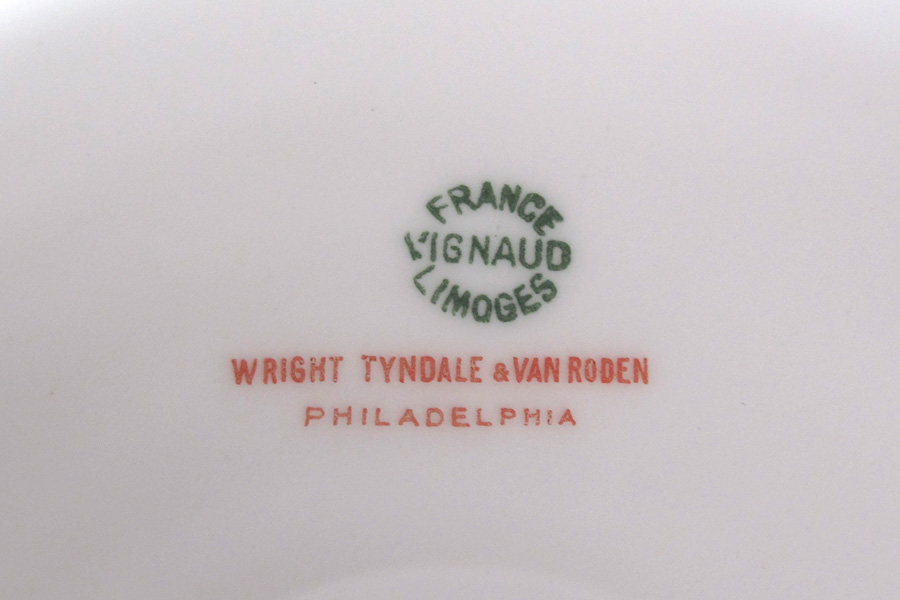 FRANCE
VIGNAUD
LIMOGES
WRIGHT TYNDALE & VAN RODEN
PHILADELPHIA